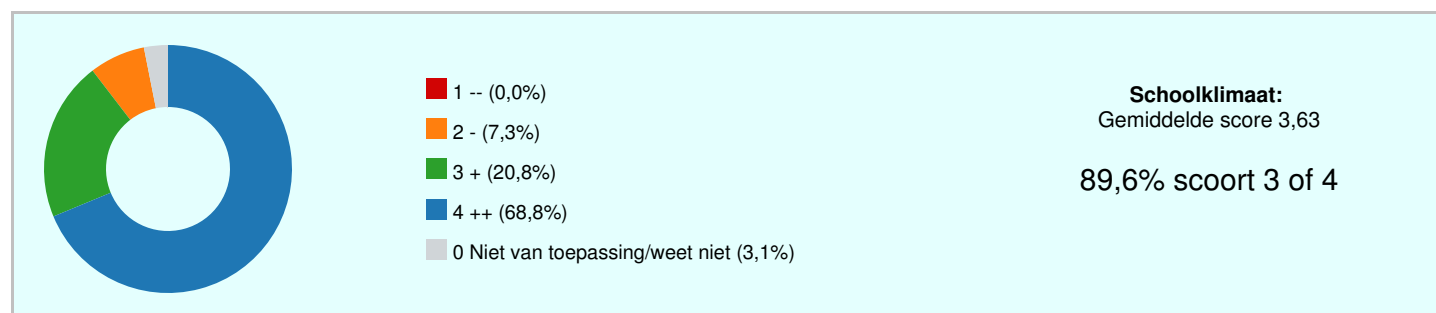 1 -- (0,0%)
2 - (7,3%)
3 + (20,8%)
4 ++ (68,8%)
0 Niet van toepassing/weet niet (3,1%)
Schoolklimaat:
Gemiddelde score 3,63
89,6% scoort 3 of 4